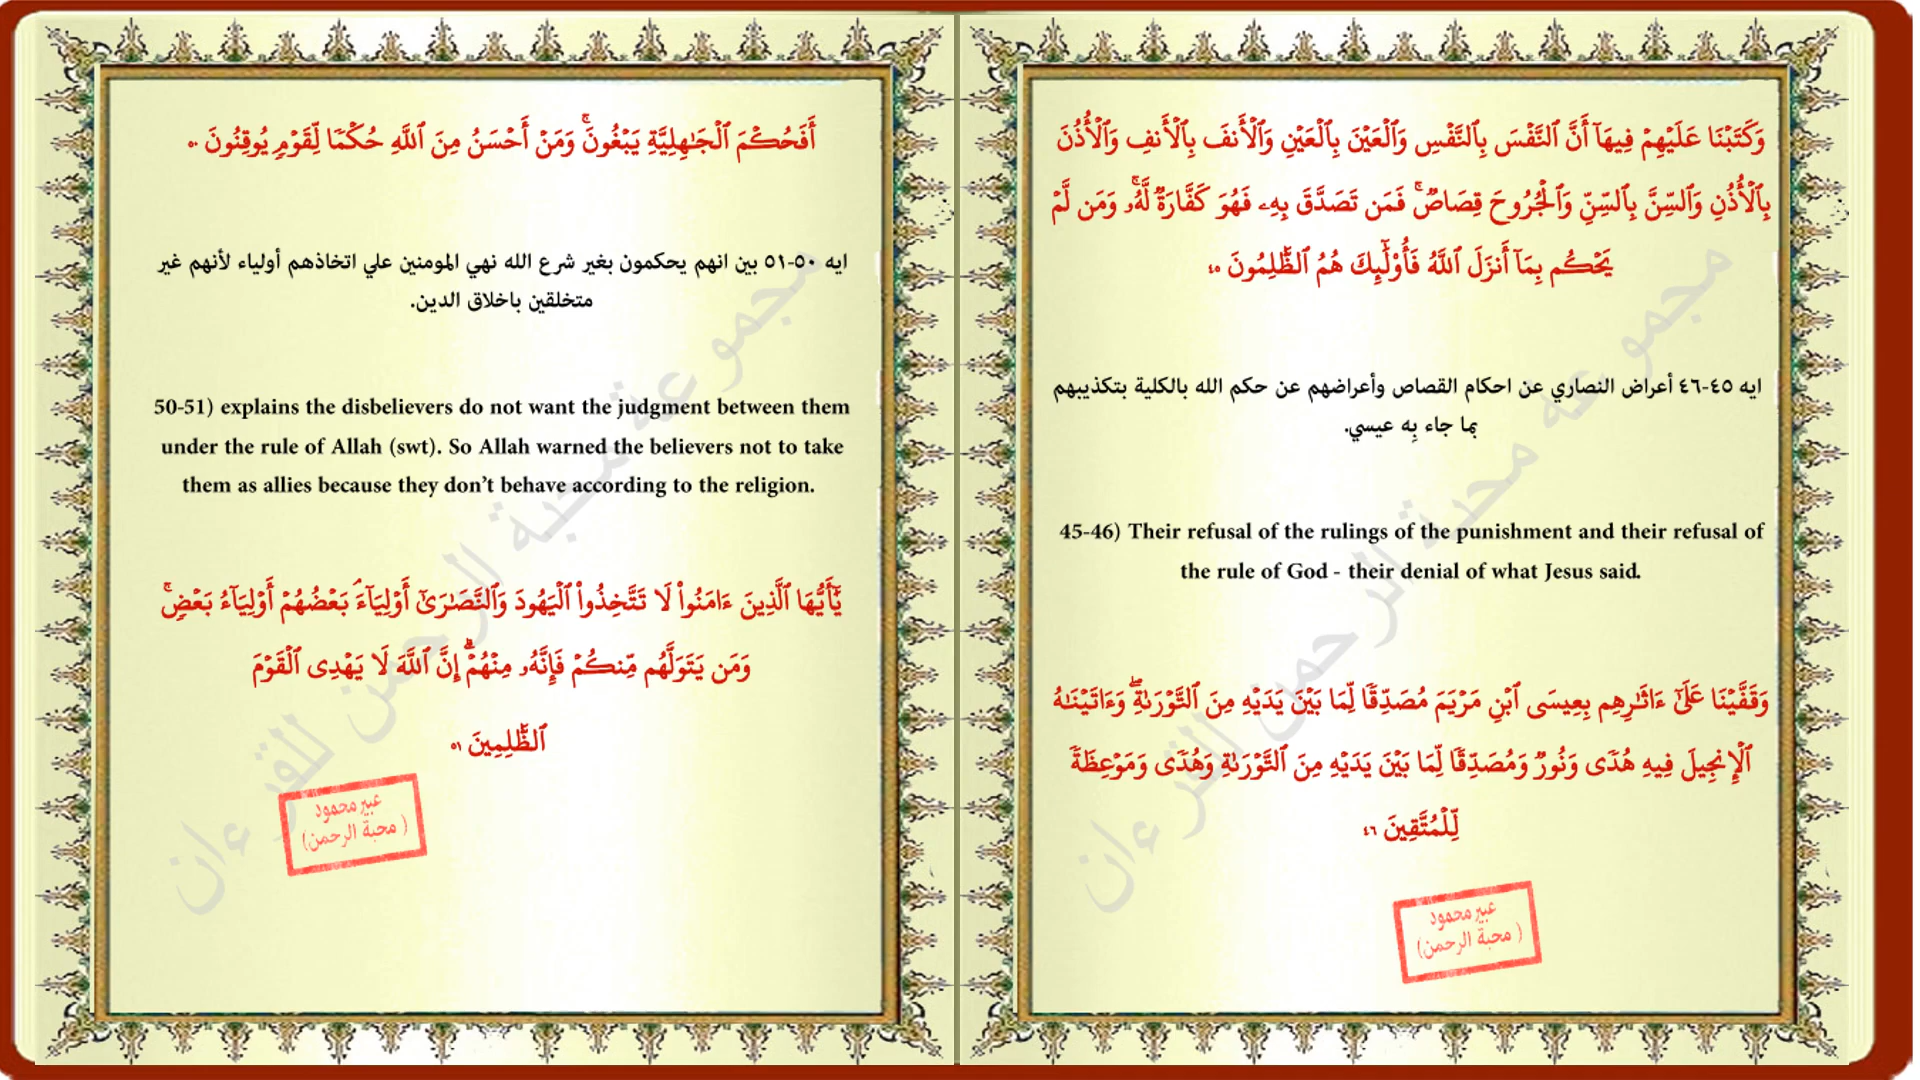 وَكَتَبْنَا عَلَيْهِمْ فِيهَآ أَنَّ ٱلنَّفْسَ بِٱلنَّفْسِ وَٱلْعَيْنَ بِٱلْعَيْنِ وَٱلْأَنفَ بِٱلْأَنفِ وَٱلْأُذُنَ
بِٱلْأُذُنِ وَٱلسِّنَّ بِٱلسِّنِّ وَٱلْجُرُوحَ قِصَاصٌ ۚ فَمَن تَصَدَّقَ بِهِۦ فَهُوَ كَفَّارَةٌ لَّهُۥ ۚ وَمَن لَّمْ
يَحْكُم بِمَآ أَنزَلَ ٱللَّهُ فَأُو۟لَٰٓئِكَ هُمُ ٱلظَّٰلِمُونَ ٤٥
ايه ٤٥-٤٦ أعراض النصاري عن احكام القصاص وأعراضهم عن حكم الله بالكلية بتكذيبهم
بما جاء بِه عيسي.
45-46) Their refusal of the rulings of the punishment and their refusal of
the rule of God - their denial of what Jesus said.
وَقَفَّيْنَا عَلَىٰٓ ءَاثَٰرِهِم بِعِيسَى ٱبْنِ مَرْيَمَ مُصَدِّقًا لِّمَا بَيْنَ يَدَيْهِ مِنَ ٱلتَّوْرَىٰةِ ۖ وَءَاتَيْنَٰهُ
ٱلْإِنجِيلَ فِيهِ هُدًى وَنُورٌ وَمُصَدِّقًا لِّمَا بَيْنَ يَدَيْهِ مِنَ ٱلتَّوْرَىٰةِ وَهُدًى وَمَوْعِظَةً
لِّلْمُتَّقِينَ ٤٦
عبير محمود
( محبة الرحمن)
مجموعة محبة الرحمن للقرءان
أَفَحُكْمَ ٱلْجَٰهِلِيَّةِ يَبْغُونَ ۚ وَمَنْ أَحْسَنُ مِنَ ٱللَّهِ حُكْمًا لِّقَوْمٍ يُوقِنُونَ ٥٠
ايه ٥٠-٥١ بين انهم يحكمون بغير شرع الله نهي المومنين علي اتخاذهم أولياء لأنهم غير
متخلقين باخلاق الدين.
50-51) explains the disbelievers do not want the judgment between them
under the rule of Allah (swt). So Allah warned the believers not to take
them as allies because they don’t behave according to the religion.
يَٰٓأَيُّهَا ٱلَّذِينَ ءَامَنُوا۟ لَا تَتَّخِذُوا۟ ٱلْيَهُودَ وَٱلنَّصَٰرَىٰٓ أَوْلِيَآءَ ۘ بَعْضُهُمْ أَوْلِيَآءُ بَعْضٍ ۚ
وَمَن يَتَوَلَّهُم مِّنكُمْ فَإِنَّهُۥ مِنْهُمْ ۗ إِنَّ ٱللَّهَ لَا يَهْدِى ٱلْقَوْمَ
ٱلظَّٰلِمِينَ ٥١
عبير محمود
( محبة الرحمن)
مجموعة محبة الرحمن للقرءان